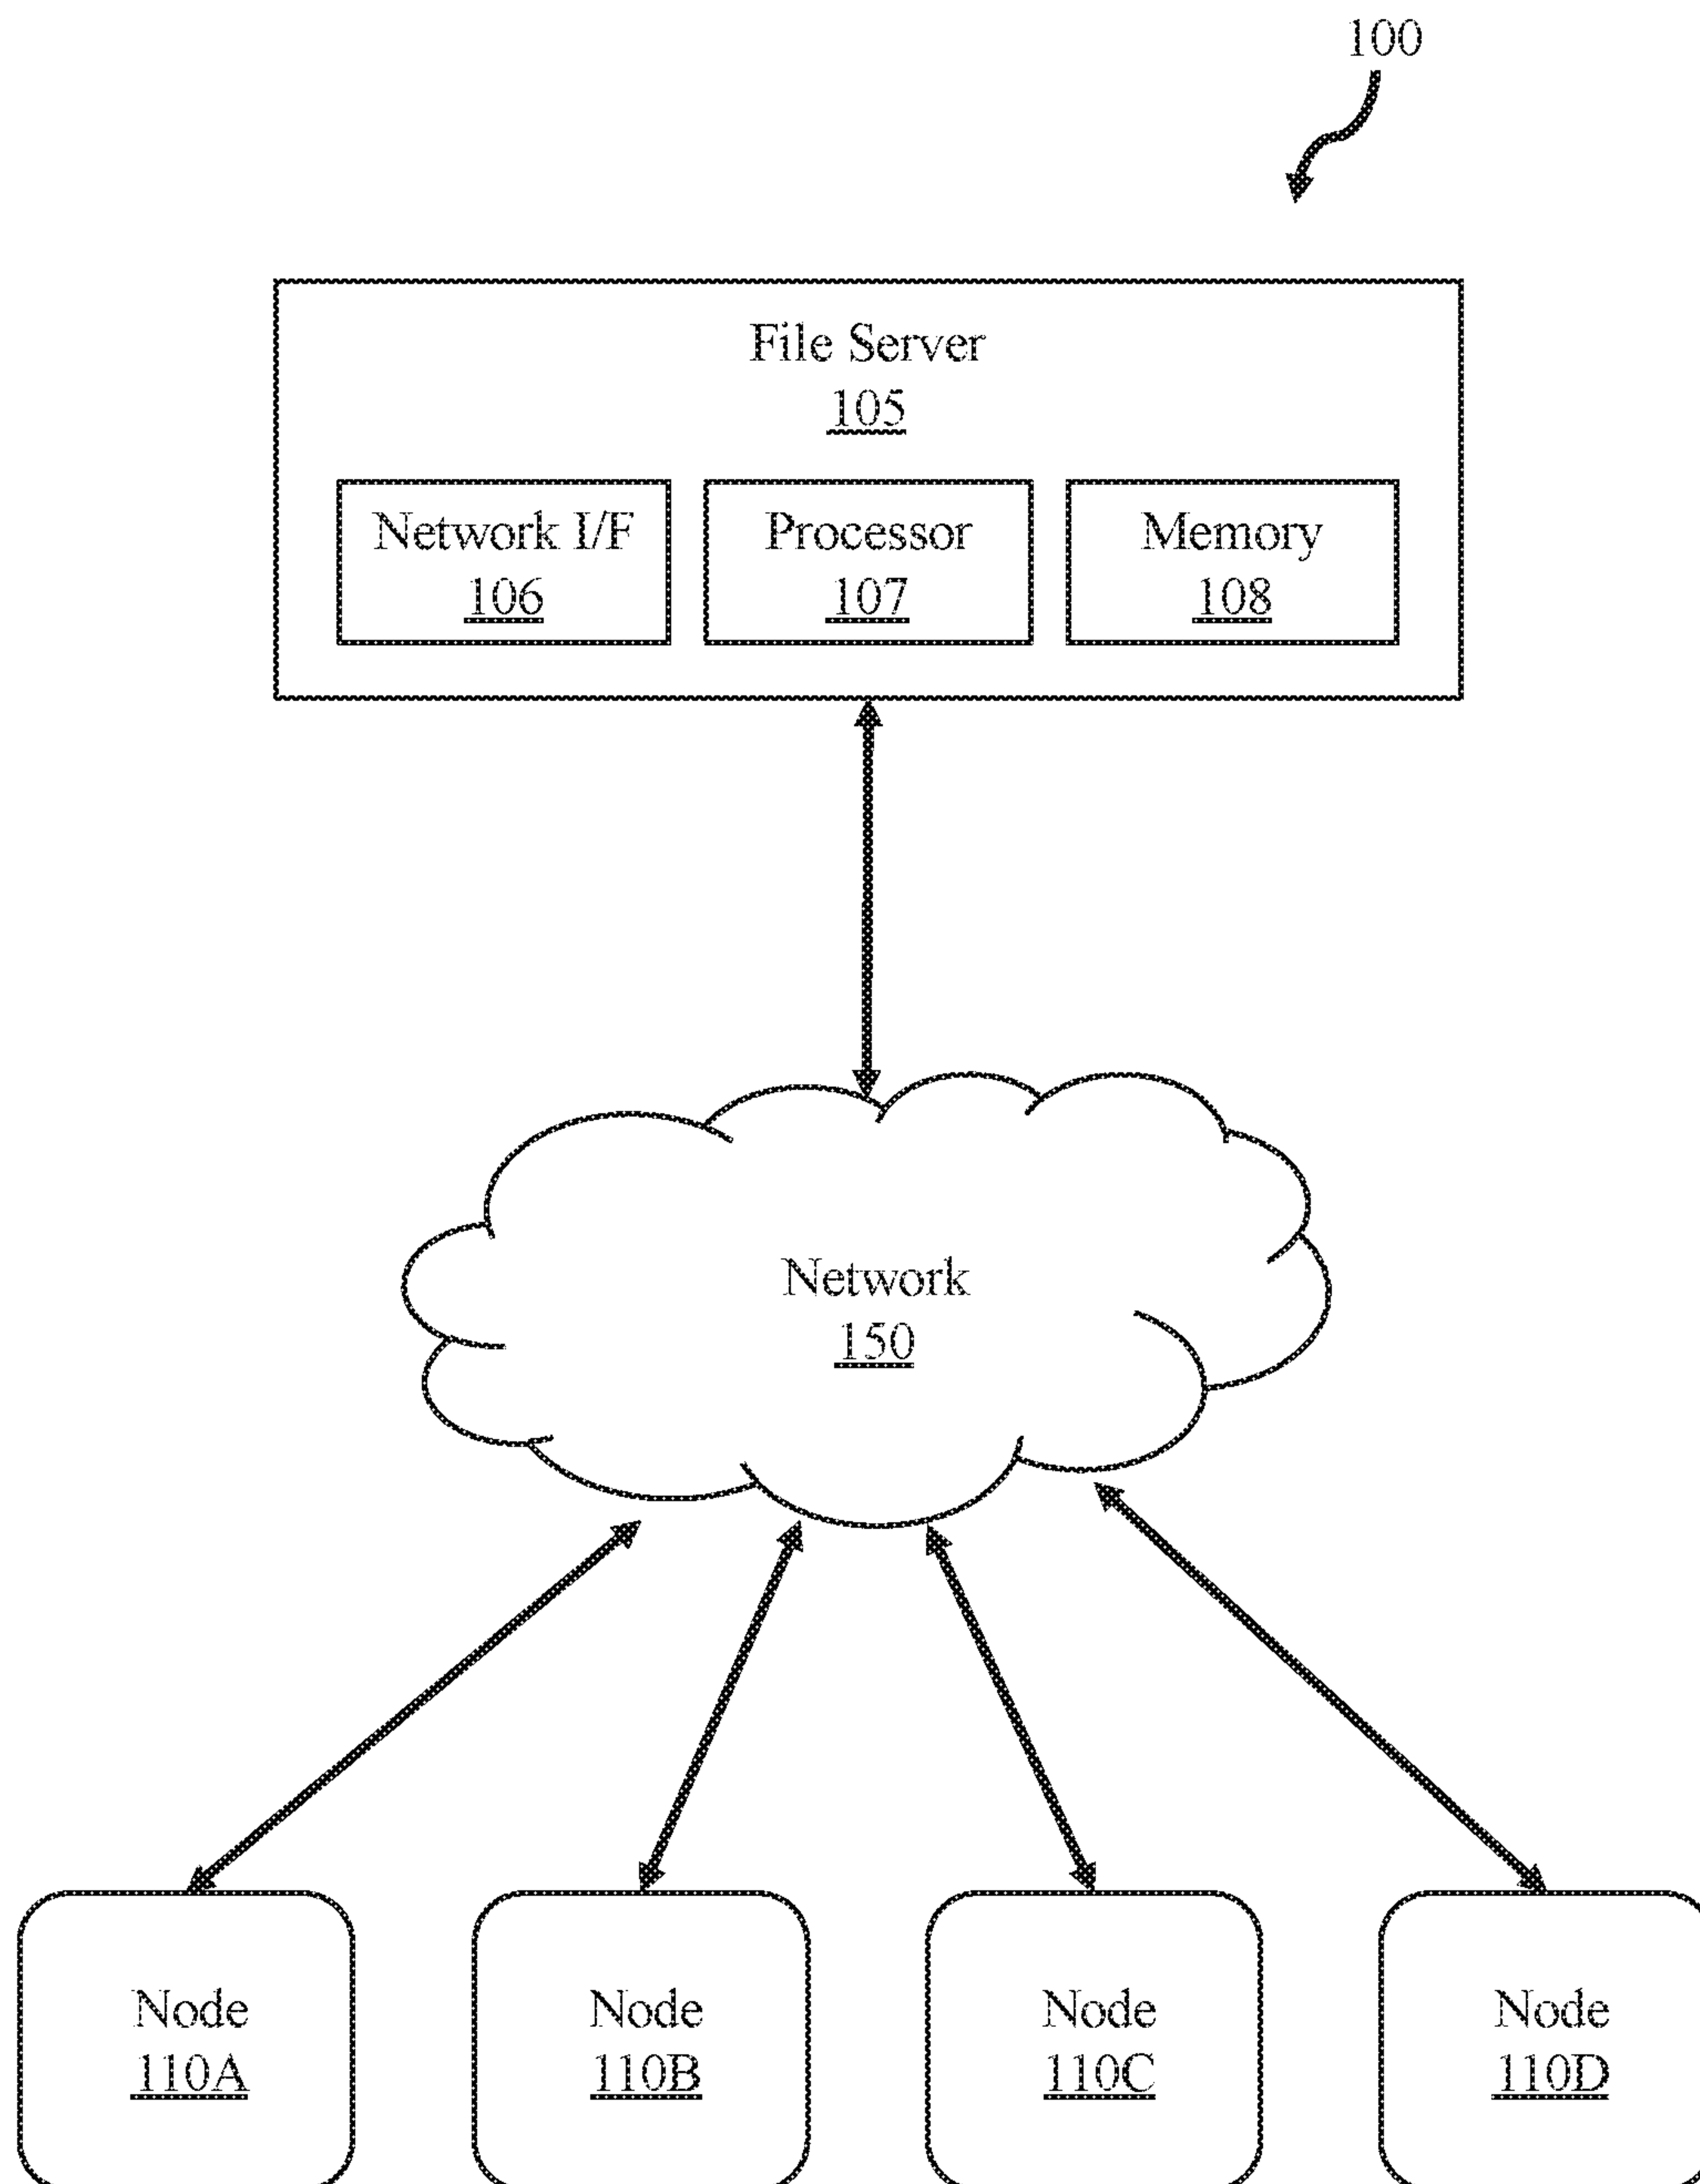 100
File Server
105
Network I/F
106
Processor
107
Memory
108
Network
150
Node
110A
Node
110B
Node
110C
Node
110D